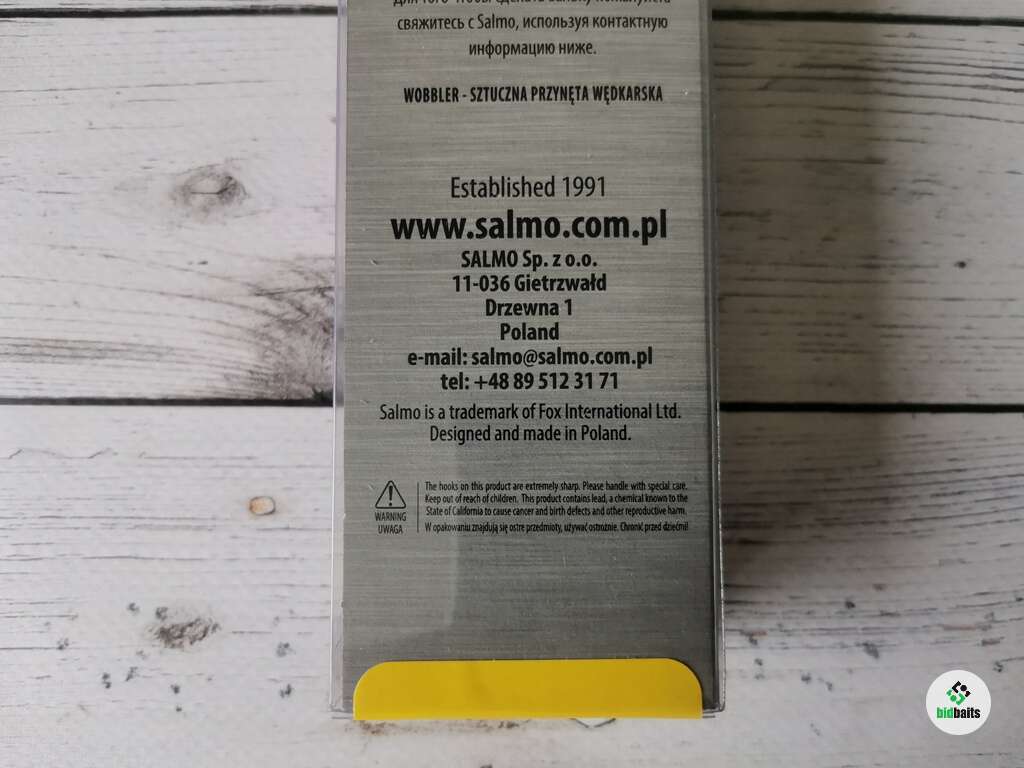 свяжитесь с Salmo, используя контактную
информацию ниже.
WOBBLER - SZTUCZNA PRZYNĘTA WĘDKARSKA
Established 1991
www.salmo.com.pl
SALMO Sp. z o.o.
11-036 Gietrzwałd
Drzewna 1
Poland
e-mail: salmo@salmo.com.pl
tel: +48 89 512 31 71
Salmo is a trademark of Fox International Ltd.
Designed and made in Poland.
WARNING
UWAGA
The hooks on this product are extremely sharp. Please handle with special care.
Keep out of reach of children. This product contains lead, a chemical known to the
State of California to cause cancer and birth defects and other reproductive harm.
W opakowaniu znajdują się ostre przedmioty, używać ostrożnie. Chronić przed dziećmi!
bidbaits